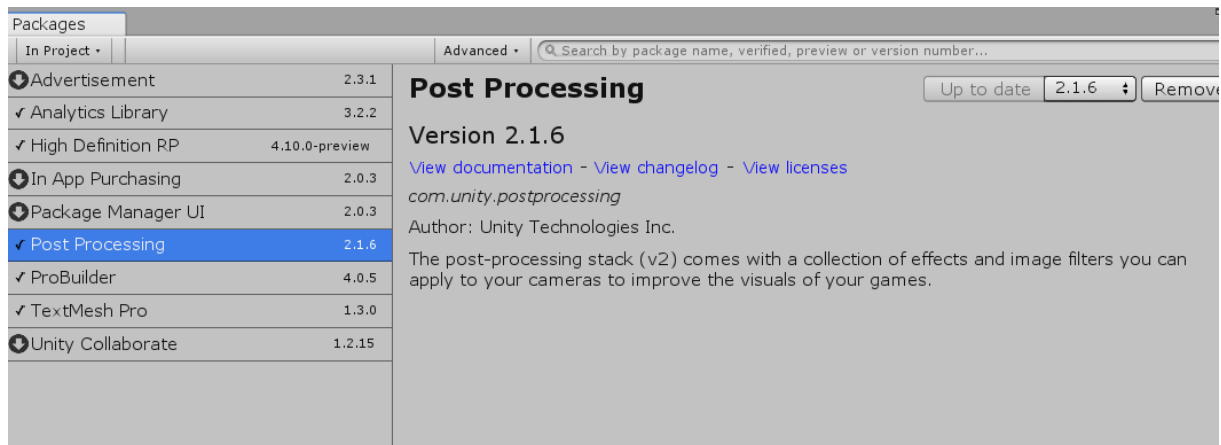 Packages
In Project
Advanced
Search by package name, verified, preview or version number...
Advertisement 2.3.1
Analytics Library 3.2.2
High Definition RP 4.10.0-preview
In App Purchasing 2.0.3
Package Manager UI 2.0.3
Post Processing 2.1.6
ProBuilder 4.0.5
TextMesh Pro 1.3.0
Unity Collaborate 1.2.15
Post Processing
Up to date 2.1.6 Remove
Version 2.1.6
View documentation - View changelog - View licenses
com.unity.postprocessing
Author: Unity Technologies Inc.
The post-processing stack (v2) comes with a collection of effects and image filters you can
apply to your cameras to improve the visuals of your games.